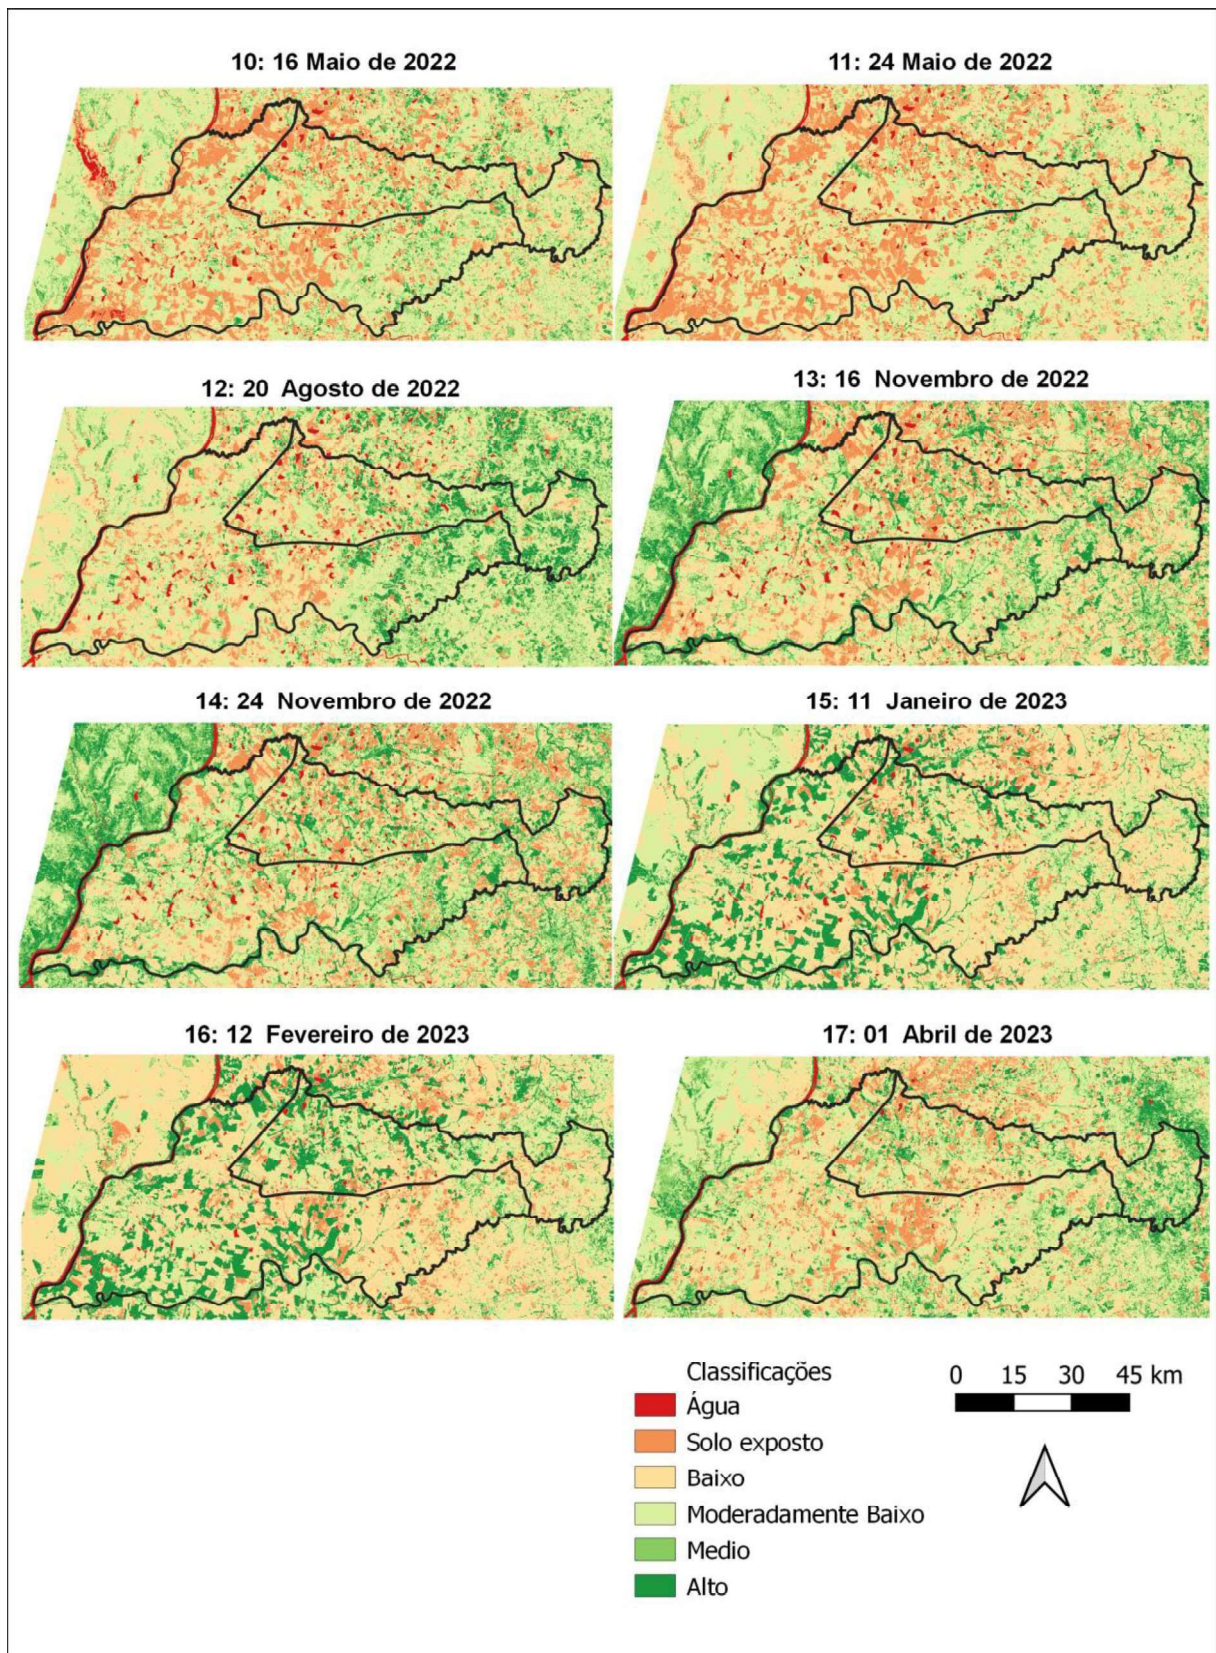 10: 16 Maio de 2022
11: 24 Maio de 2022
12: 20 Agosto de 2022
13: 16 Novembro de 2022
14: 24 Novembro de 2022
15: 11 Janeiro de 2023
16: 12 Fevereiro de 2023
17: 01 Abril de 2023
Classificações
Água
Solo exposto
Baixo
Moderadamente Baixo
Medio
Alto
0 15 30 45 km